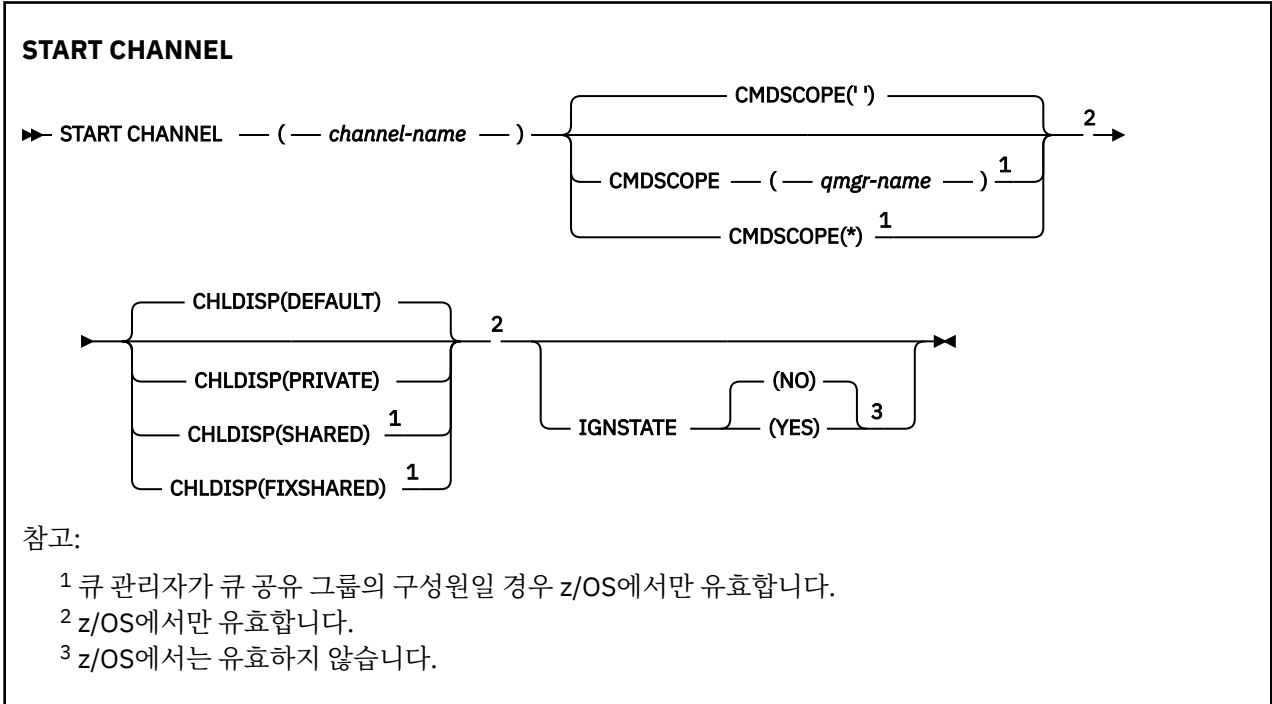 START CHANNEL
CMDSCOPE(' ')
START CHANNEL ( channel-name ) 2
CMDSCOPE ( qmgr-name ) 1
CMDSCOPE(*) 1
CHLDISP(DEFAULT) 2
CHLDISP(PRIVATE) (NO)
CHLDISP(SHARED) 1 IGNSTATE (YES) 3
CHLDISP(FIXSHARED) 1
참고:
1 큐 관리자가 큐 공유 그룹의 구성원일 경우 z/OS에서만 유효합니다.
2 z/OS에서만 유효합니다.
3 z/OS에서는 유효하지 않습니다.